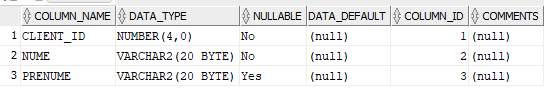 COLUMN_NAME DATA_TYPE NULLABLE DATA_DEFAULT COLUMN_ID COMMENTS
1 CLIENT_ID NUMBER(4,0) No (null) 1 (null)
2 NUME VARCHAR2(20 BYTE) No (null) 2 (null)
3 PRENUME VARCHAR2(20 BYTE) Yes (null) 3 (null)